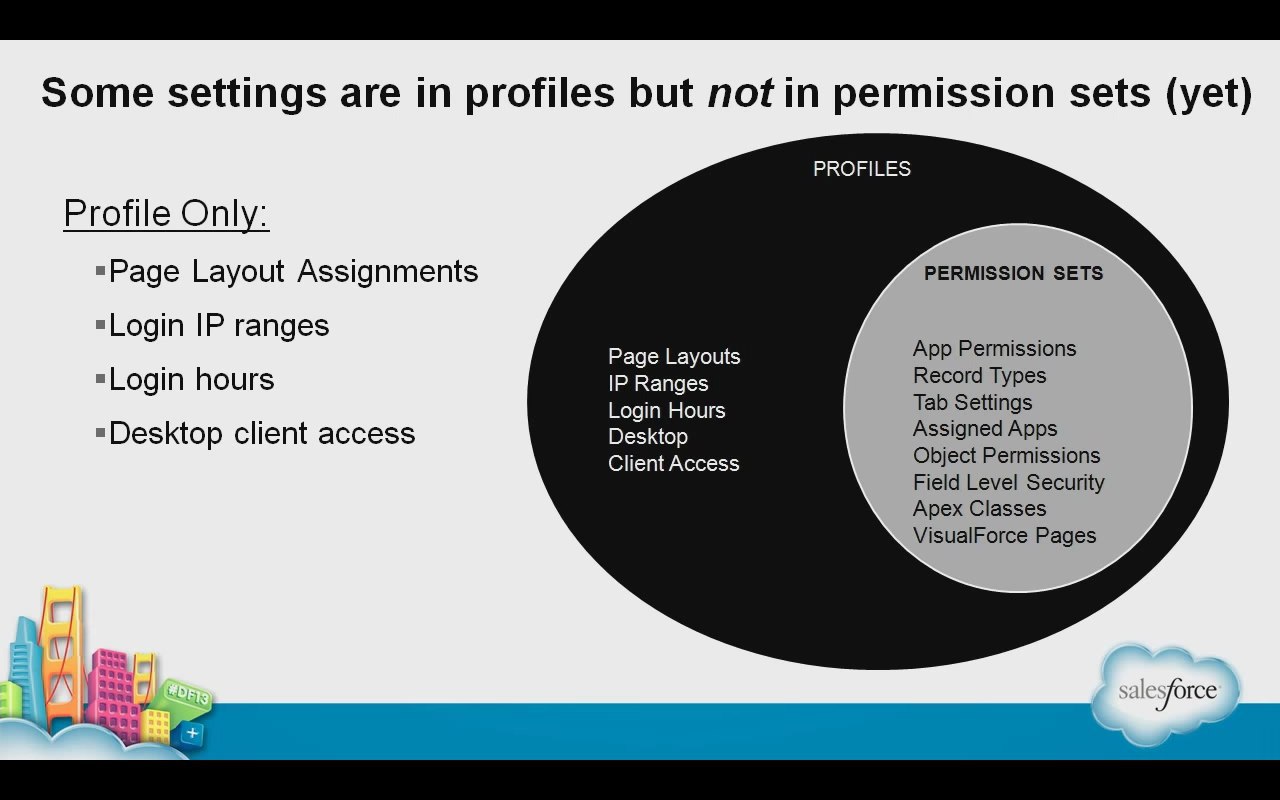 Some settings are in profiles but not in permission sets (yet)
Profile Only:
▪Page Layout Assignments
▪Login IP ranges
▪Login hours
▪Desktop client access
PROFILES
Page Layouts
IP Ranges
Login Hours
Desktop
Client Access
PERMISSION SETS
App Permissions
Record Types
Tab Settings
Assigned Apps
Object Permissions
Field Level Security
Apex Classes
VisualForce Pages
#DF13
+
salesforce